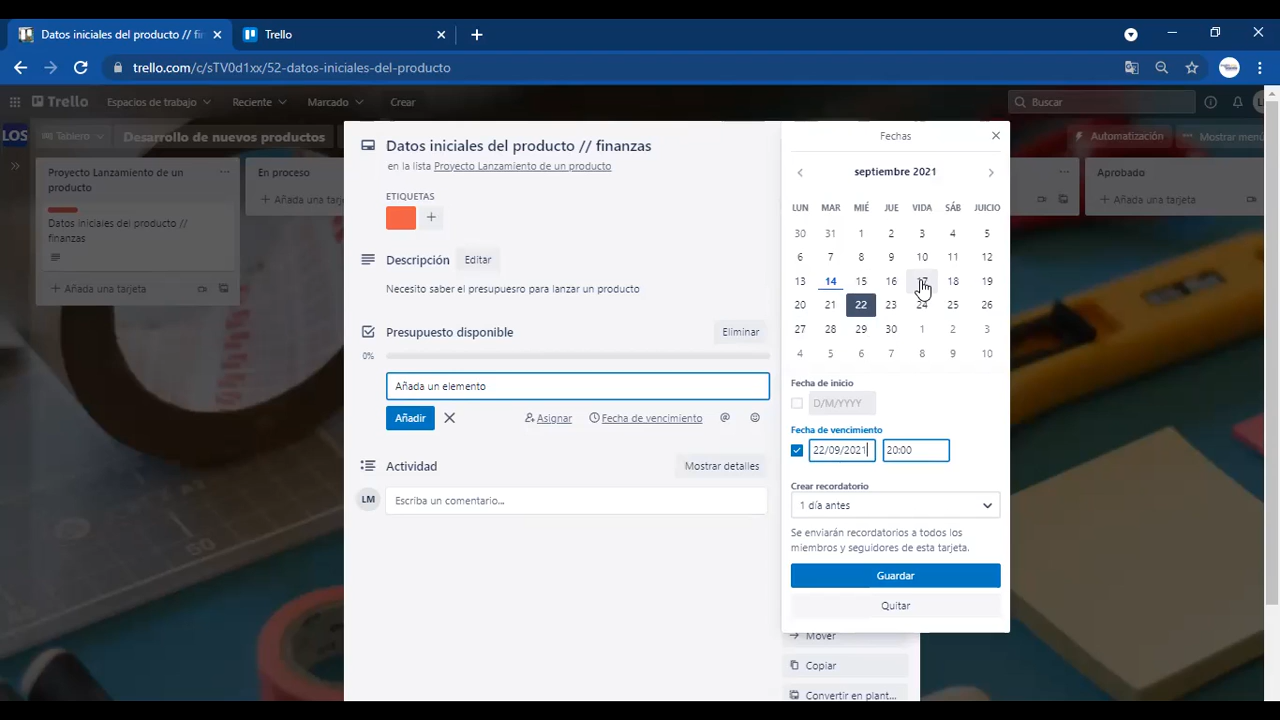 Datos iniciales del producto // fin
Trello
trello.com/c/sTV0d1xx/52-datos-iniciales-del-producto
Trello
Espacios de trabajo
Reciente
Marcado
Crear
Buscar
LOS
Tablero
Desarrollo de nuevos productos
Automatización
Mostrar menú
Proyecto Lanzamiento de un
producto
Datos iniciales del producto //
finanzas
+ Añada una tarjeta
En proceso
+ Añada una tarje
Aprobado
+ Añada una tarjeta
Datos iniciales del producto // finanzas
en la lista Proyecto Lanzamiento de un producto
ETIQUETAS
+
Descripción
Editar
Necesito saber el presupuesro para lanzar un producto
Presupuesto disponible
Eliminar
0%
Añada un elemento
Añadir
Asignar
Fecha de vencimiento
@
Actividad
Mostrar detalles
LM
Escriba un comentario...
Fechas
septiembre 2021
LUN MAR MIÉ JUE VIDA SÁB JUICIO
30 31 1 2 3 4 5
6 7 8 9 10 11 12
13 14 15 16 17 18 19
20 21 22 23 24 25 26
27 28 29 30 1 2 3
4 5 6 7 8 9 10
Fecha de inicio
D/M/YYYY
Fecha de vencimiento
22/09/2021 20:00
Crear recordatorio
1 día antes
Se enviarán recordatorios a todos los
miembros y seguidores de esta tarjeta.
Guardar
Quitar
Mover
Copiar
Convertir en plant...